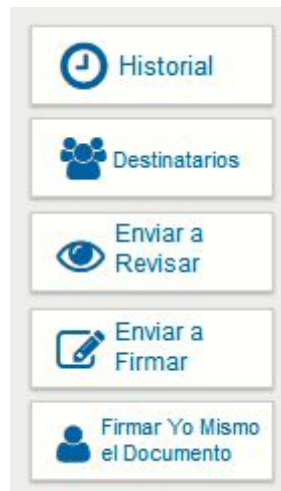 Historial
Destinatarios
Enviar a
Revisar
Enviar a
Firmar
Firmar Yo Mismo
el Documento